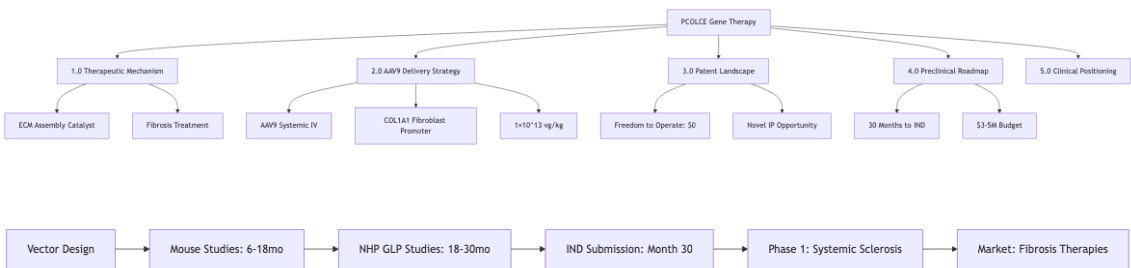 PCOLCE Gene Therapy
1.0 Therapeutic Mechanism
2.0 AAV9 Delivery Strategy
3.0 Patent Landscape
4.0 Preclinical Roadmap
5.0 Clinical Positioning
ECM Assembly Catalyst
Fibrosis Treatment
AAV9 Systemic IV
COL1A1 Fibroblast
Promoter
1×10^13 vg/kg
Freedom to Operate: $0
Novel IP Opportunity
30 Months to IND
$3-5M Budget
Vector Design
Mouse Studies: 6-18mo
NHP GLP Studies: 18-30mo
IND Submission: Month 30
Phase 1: Systemic Sclerosis
Market: Fibrosis Therapies